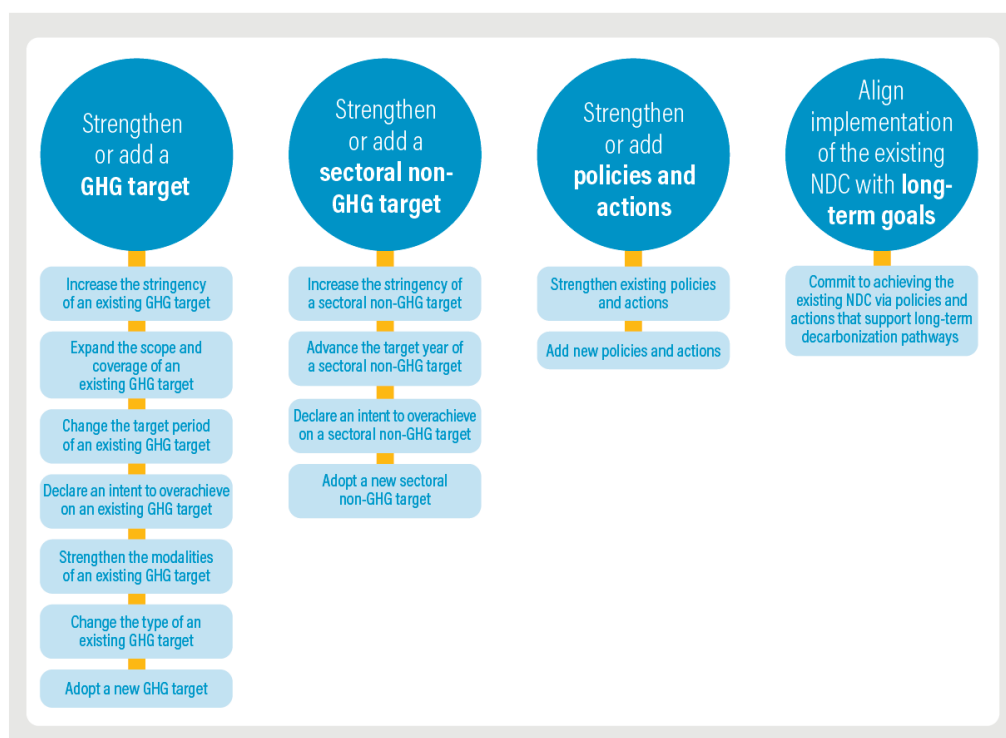 Strengthen
or add a
GHG target
Increase the stringency
of an existing GHG target
Expand the scope and
coverage of an
existing GHG target
Change the target period
of an existing GHG target
Declare an intent to overachieve
on an existing GHG target
Strengthen the modalities
of an existing GHG target
Change the type of an
existing GHG target
Adopt a new GHG target
Strengthen
or add a
sectoral non-
GHG target
Increase the stringency of
a sectoral non-GHG target
Advance the target year of
a sectoral non-GHG target
Declare an intent to overachieve
on a sectoral non-GHG target
Adopt a new sectoral
non-GHG target
Strengthen
or add
policies and
actions
Strengthen existing policies
and actions
Add new policies and actions
Align
implementation
of the existing
NDC with long-
term goals
Commit to achieving the
existing NDC via policies and
actions that support long-term
decarbonization pathways